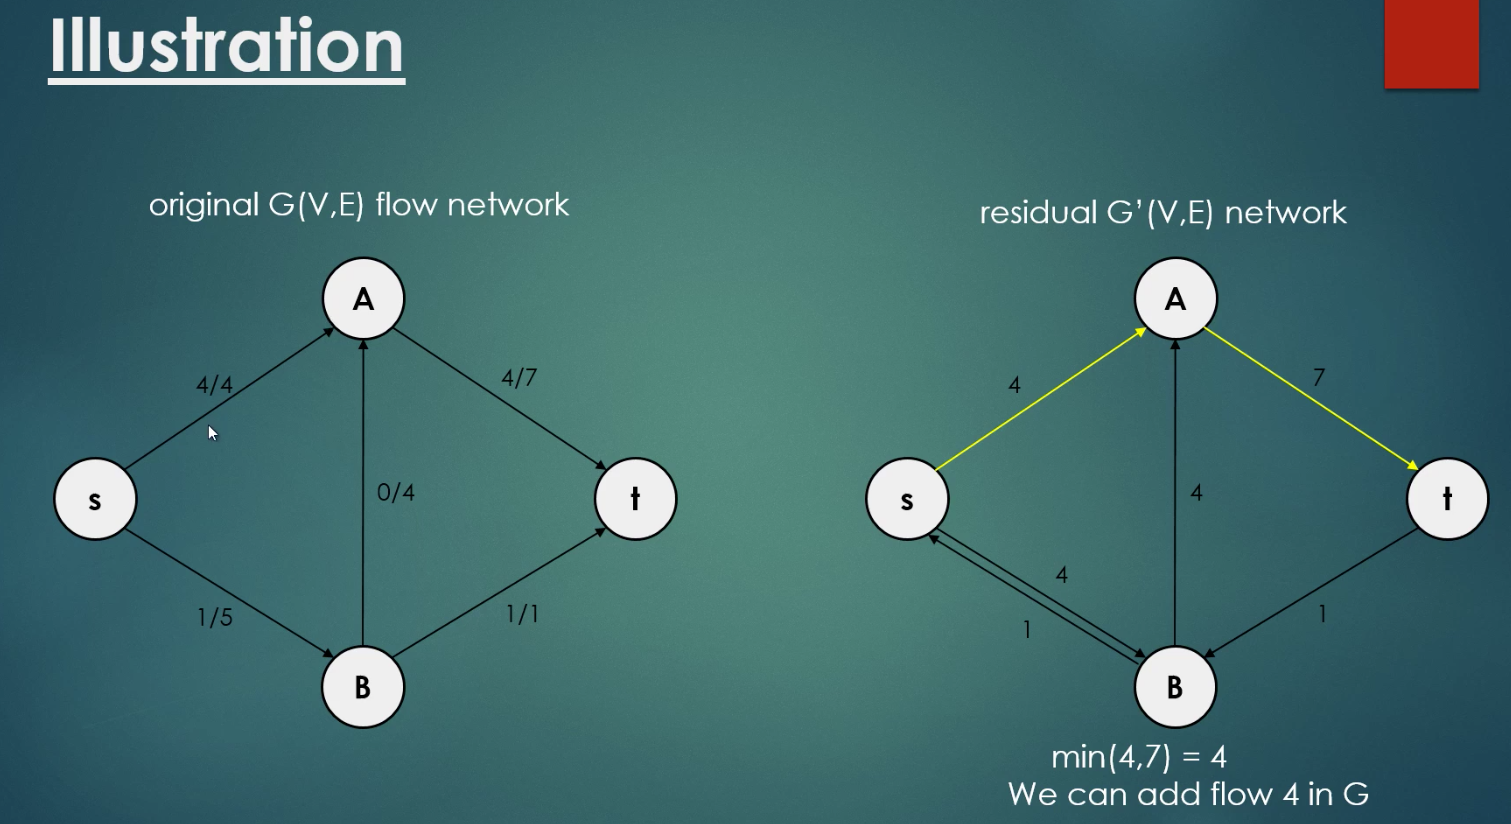 Illustration
original G(V,E) flow network
A
4/4
4/7
s
0/4
t
1/5
1/1
B
residual G'(V,E) network
A
4
7
s
4
t
4
1
1
B
min(4,7) = 4
We can add flow 4 in G